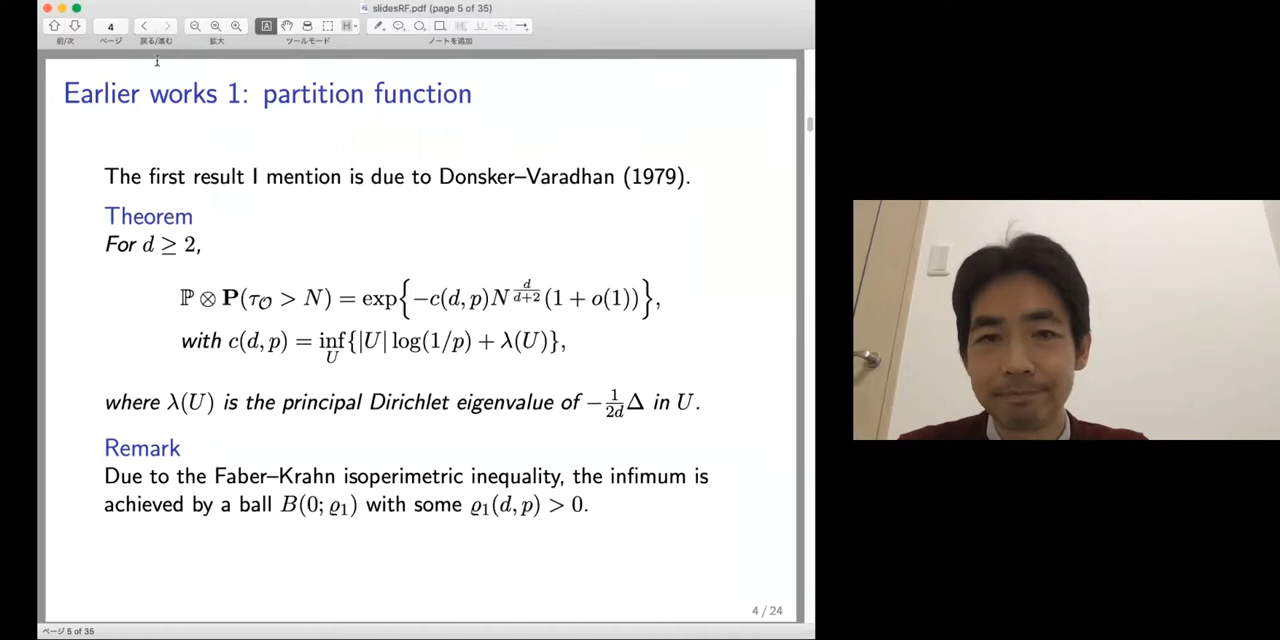 slidesRF.pdf (page 5 of 35)
4
前/次 ページ 戻る/進む 拡大 ツールモード ノートを追加
Earlier works 1: partition function
The first result I mention is due to Donsker–Varadhan (1979).
Theorem
For d ≥ 2,
ℙ ⊗ 𝐏(τ_𝒪 > N) = exp{−c(d, p)N^{d/(d+2)}(1 + o(1))},
with c(d, p) = inf_U{|U| log(1/p) + λ(U)},
where λ(U) is the principal Dirichlet eigenvalue of −1/2d Δ in U.
Remark
Due to the Faber–Krahn isoperimetric inequality, the infimum is
achieved by a ball B(0; ϱ₁) with some ϱ₁(d, p) > 0.
4 / 24
ページ 5 of 35